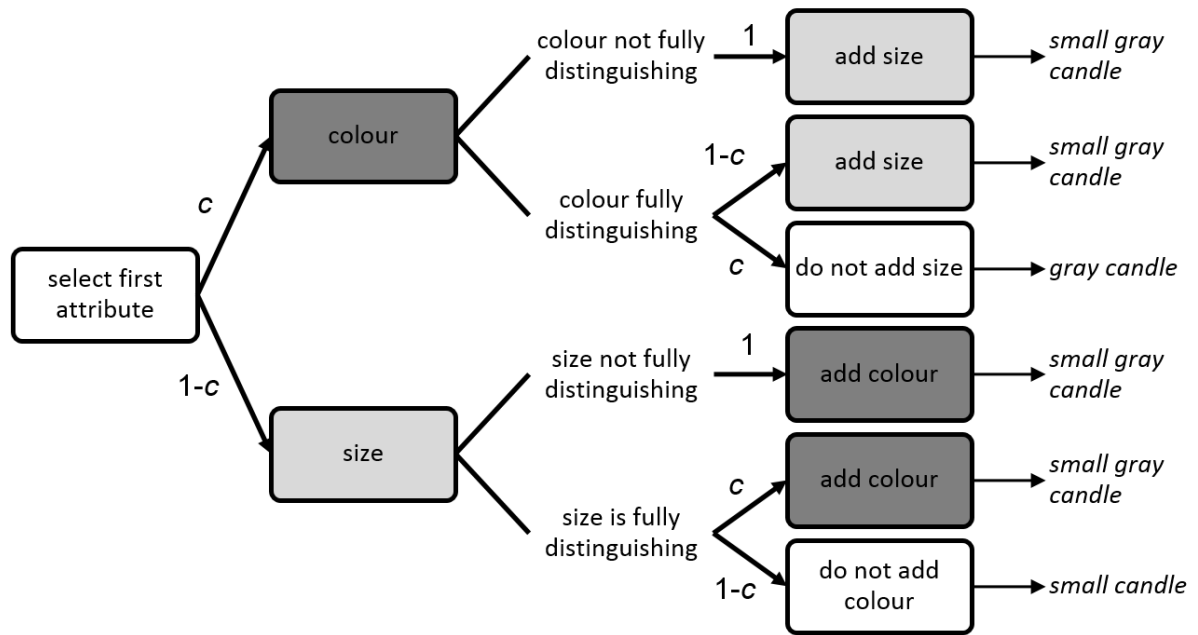 select first
attribute
c
1-c
colour
size
colour not fully
distinguishing
1
add size
small gray
candle
colour fully
distinguishing
1-c
add size
small gray
candle
c
do not add size
gray candle
size not fully
distinguishing
1
add colour
small gray
candle
size is fully
distinguishing
c
add colour
small gray
candle
1-c
do not add
colour
small candle